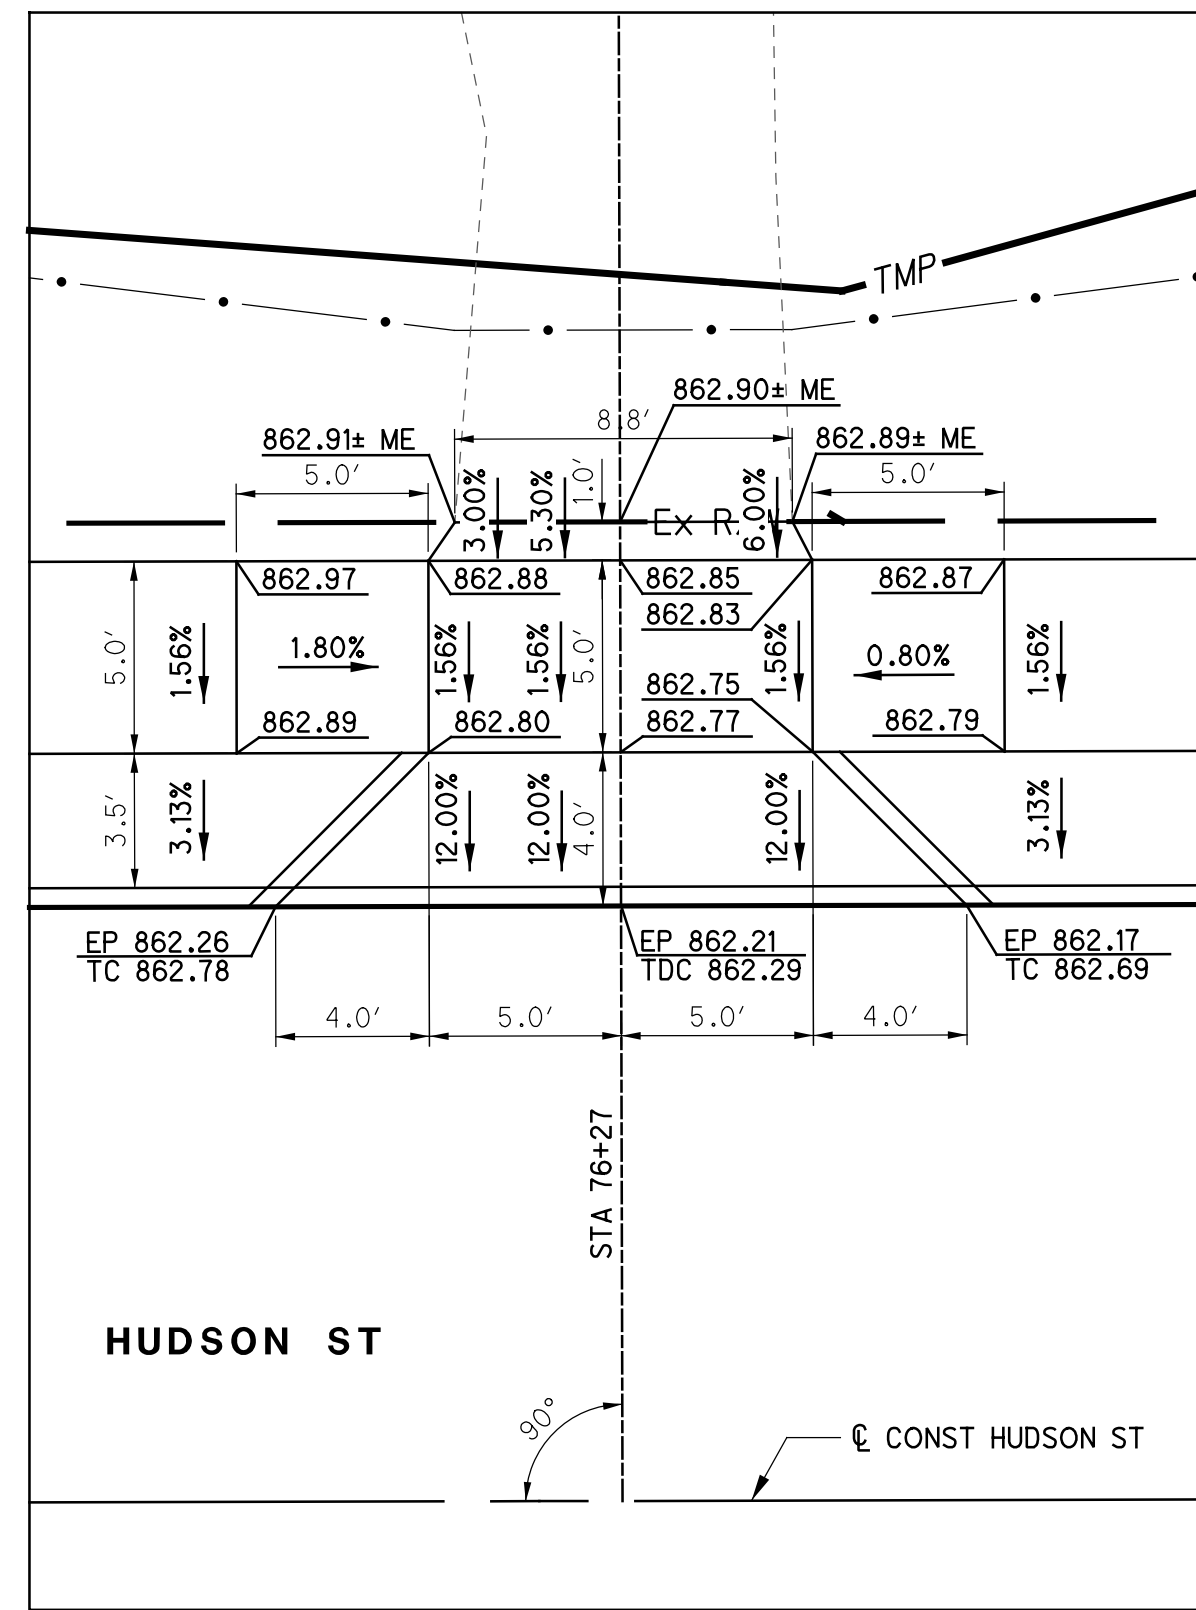 TMP
862.90± ME
8.8′
862.91± ME
862.89± ME
5.0′
5.0′
3.00%
5.30%
1.0′
6.00%
EX R.
862.97
862.88
862.85
862.87
862.83
5.0′
1.56%
1.80%
1.56%
1.56%
5.0′
1.56%
0.80%
1.56%
862.75
862.89
862.80
862.77
862.79
3.5′
3.13%
12.00%
12.00%
4.0′
12.00%
3.13%
EP 862.26
TC 862.78
EP 862.21
TDC 862.29
EP 862.17
TC 862.69
4.0′
5.0′
5.0′
4.0′
STA 76+27
HUDSON ST
90°
℄ CONST HUDSON ST